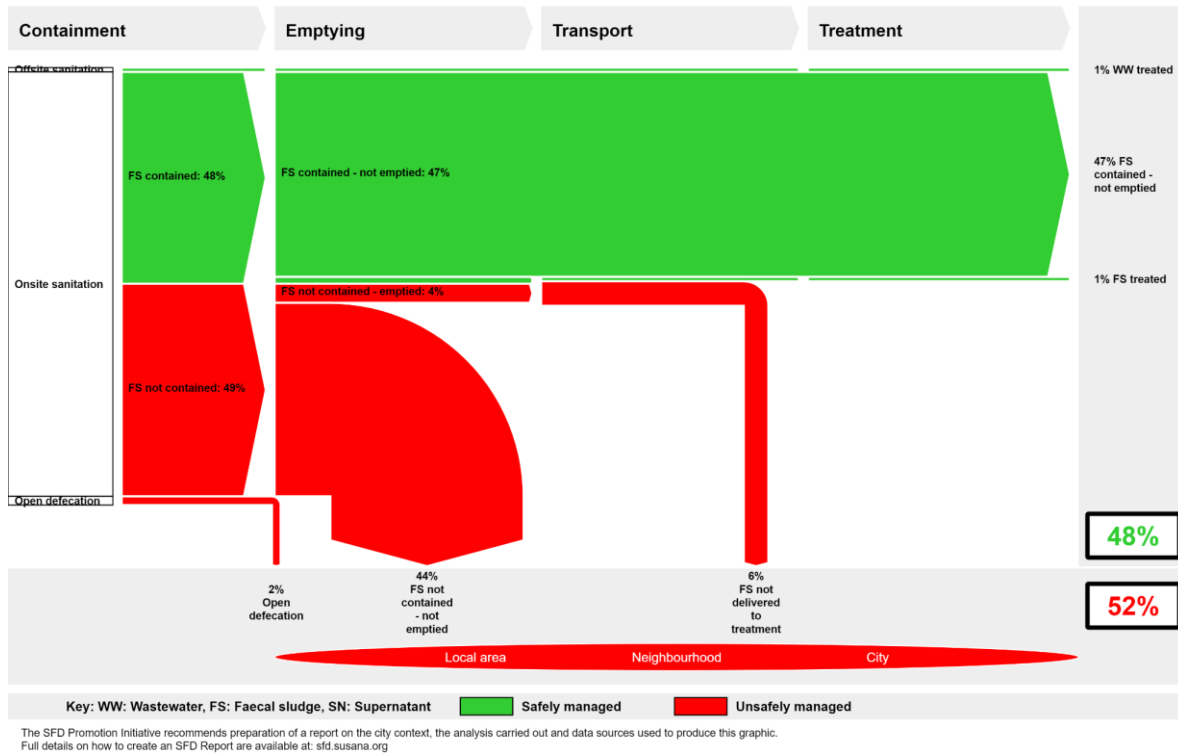 Containment
Emptying
Transport
Treatment
Offsite sanitation
1% WW treated
FS contained: 48%
FS contained - not emptied: 47%
47% FS
contained -
not emptied
Onsite sanitation
1% FS treated
FS not contained - emptied: 4%
FS not contained: 49%
Open defecation
48%
2%
Open
defecation
44%
FS not
contained
- not
emptied
6%
FS not
delivered
to
treatment
52%
Local area
Neighbourhood
City
Key: WW: Wastewater, FS: Faecal sludge, SN: Supernatant
Safely managed
Unsafely managed
The SFD Promotion Initiative recommends preparation of a report on the city context, the analysis carried out and data sources used to produce this graphic.
Full details on how to create an SFD Report are available at: sfd.susana.org